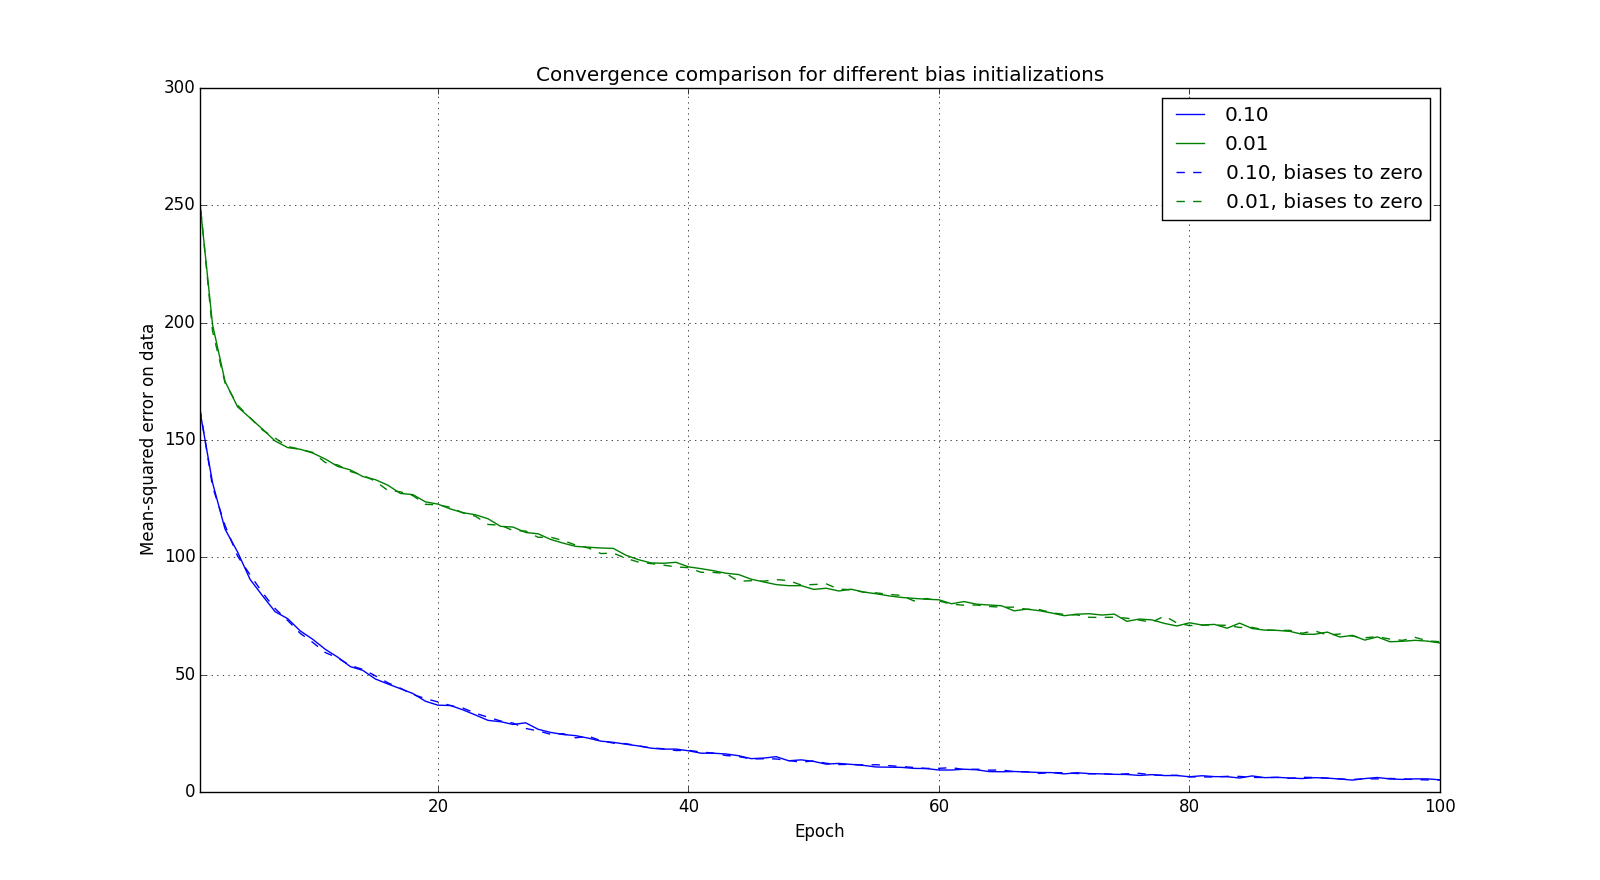 Convergence comparison for different bias initializations
300
250
200
150
100
50
0
Mean-squared error on data
20
40
60
80
100
Epoch
0.10
0.01
0.10, biases to zero
0.01, biases to zero